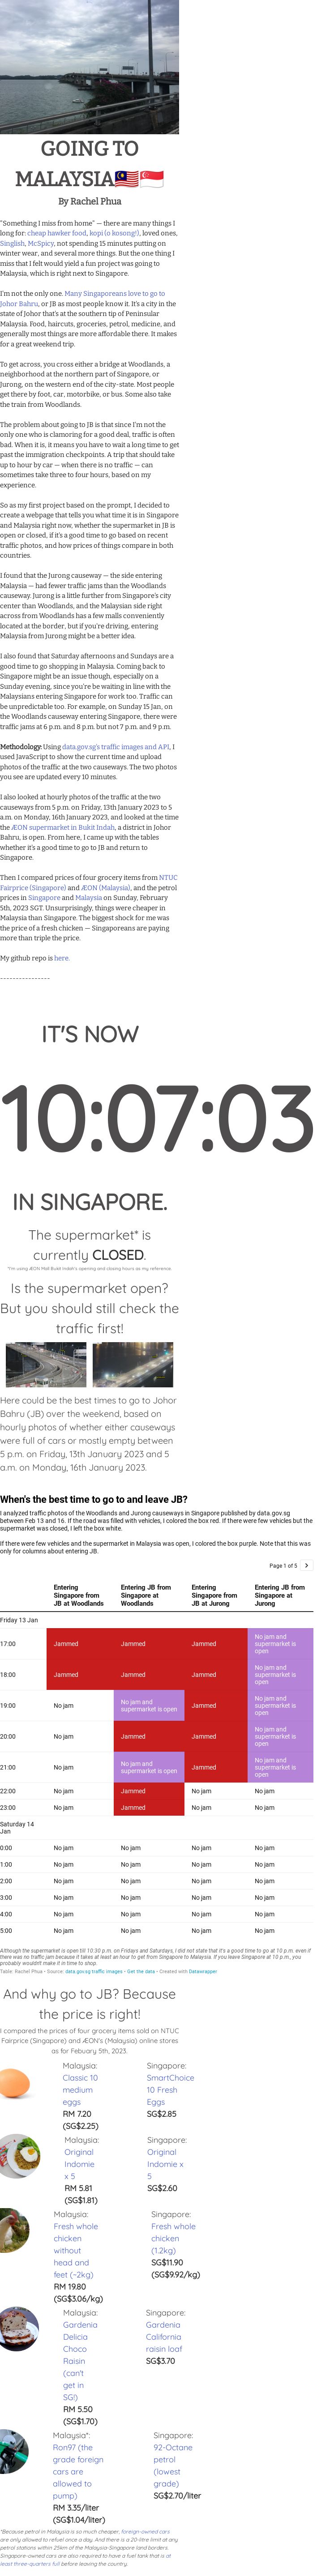 GOING TO
MALAYSIA🇲🇾🇸🇬
By Rachel Phua
"Something I miss from home" — there are many things I
long for: cheap hawker food, kopi (o kosong!), loved ones,
Singlish, McSpicy, not spending 15 minutes putting on
winter wear, and several more things. But the one thing I
miss that I felt would yield a fun project was going to
Malaysia, which is right next to Singapore.
I'm not the only one. Many Singaporeans love to go to
Johor Bahru, or JB as most people know it. It's a city in the
state of Johor that's at the southern tip of Peninsular
Malaysia. Food, haircuts, groceries, petrol, medicine, and
generally most things are more affordable there. It makes
for a great weekend trip.
To get across, you cross either a bridge at Woodlands, a
neighborhood at the northern part of Singapore, or
Jurong, on the western end of the city-state. Most people
get there by foot, car, motorbike, or bus. Some also take
the train from Woodlands.
The problem about going to JB is that since I'm not the
only one who is clamoring for a good deal, traffic is often
bad. When it is, it means you have to wait a long time to get
past the immigration checkpoints. A trip that should take
up to hour by car — when there is no traffic — can
sometimes take three to four hours, based on my
experience.
So as my first project based on the prompt, I decided to
create a webpage that tells you what time it is in Singapore
and Malaysia right now, whether the supermarket in JB is
open or closed, if it's a good time to go based on recent
traffic photos, and how prices of things compare in both
countries.
I found that the Jurong causeway — the side entering
Malaysia — had fewer traffic jams than the Woodlands
causeway. Jurong is a little further from Singapore's city
center than Woodlands, and the Malaysian side right
across from Woodlands has a few malls conveniently
located at the border, but if you're driving, entering
Malaysia from Jurong might be a better idea.
I also found that Saturday afternoons and Sundays are a
good time to go shopping in Malaysia. Coming back to
Singapore might be an issue though, especially on a
Sunday evening, since you'd be waiting in line with the
Malaysians entering Singapore for work too. Traffic can
be unpredictable too. For example, on Sunday 15 Jan, on
the Woodlands causeway entering Singapore, there were
traffic jams at 6 p.m. and 8 p.m. but not 7 p.m. and 9 p.m.
Methodology: Using data.gov.sg's traffic images and API, I
used JavaScript to show the current time and upload
photos of the traffic at the two causeways. The two photos
you see are updated every 10 minutes.
I also looked at hourly photos of the traffic at the two
causeways from 5 p.m. on Friday, 13th January 2023 to 5
a.m. on Monday, 16th January 2023, and looked at the time
the ÆON supermarket in Bukit Indah, a district in Johor
Bahru, is open. From here, I came up with the tables
whether it's a good time to go to JB and return to
Singapore.
Then I compared prices of four grocery items from NTUC
Fairprice (Singapore) and ÆON (Malaysia), and the petrol
prices in Singapore and Malaysia on Sunday, February
5th, 2023 SGT. Unsurprisingly, things were cheaper in
Malaysia than Singapore. The biggest shock for me was
the price of a fresh chicken — Singaporeans are paying
more than triple the price.
My github repo is here.
----------------
IT'S NOW
10:07:03
IN SINGAPORE.
The supermarket* is
currently CLOSED.
*I'm using ÆON Mall Bukit Indah's opening and closing hours as my reference.
Is the supermarket open?
But you should still check the
traffic first!
Here could be the best times to go to Johor
Bahru (JB) over the weekend, based on
hourly photos of whether either causeways
were full of cars or mostly empty between
5 p.m. on Friday, 13th January 2023 and 5
a.m. on Monday, 16th January 2023.
When's the best time to go to and leave JB?
I analyzed traffic photos of the Woodlands and Jurong causeway in Singapore published by data.gov.sg
between Feb 13 and 16. If the road was filled with vehicles, I colored the box red. If there were few vehicles but the
supermarket was closed, I left the box white.
If there were few vehicles and the supermarket in Malaysia was open, I colored the box purple. Note that this was
only for columns about entering JB.
Page 1 of 5 >
Entering Singapore from JB at Woodlands	Entering JB from Singapore at Woodlands	Entering Singapore from JB at Jurong	Entering JB from Singapore at Jurong
Friday 13 Jan
17:00	Jammed	Jammed	Jammed	No jam and supermarket is open
18:00	Jammed	Jammed	Jammed	No jam and supermarket is open
19:00	No jam	No jam and supermarket is open	Jammed	No jam and supermarket is open
20:00	No jam	Jammed	Jammed	No jam and supermarket is open
21:00	No jam	No jam and supermarket is open	Jammed	No jam and supermarket is open
22:00	No jam	Jammed	No jam	No jam
23:00	No jam	Jammed	No jam	No jam
Saturday 14 Jan
0:00	No jam	No jam	No jam	No jam
1:00	No jam	No jam	No jam	No jam
2:00	No jam	No jam	No jam	No jam
3:00	No jam	No jam	No jam	No jam
4:00	No jam	No jam	No jam	No jam
5:00	No jam	No jam	No jam	No jam
Although the supermarket is open till 10:30 p.m. on Fridays and Saturdays, I did not state that it's a good time to go at 10 p.m. even if
there was no traffic jam because it takes at least an hour to get from Singapore to Malaysia. If you leave Singapore at 10 p.m., you
probably wouldn't make it in time to shop.
Table: Rachel Phua • Source: data.gov.sg traffic images • Get the data • Created with Datawrapper
And why go to JB? Because
the price is right!
I compared the prices of four grocery items sold on NTUC
Fairprice (Singapore) and ÆON's (Malaysia) online stores
as for Febuary 5th, 2023.
Malaysia:
Classic 10
medium
eggs
RM 7.20
(SG$2.25)
Singapore:
SmartChoice
10 Fresh
Eggs
SG$2.85
Malaysia:
Original
Indomie
x 5
RM 5.81
(SG$1.81)
Singapore:
Original
Indomie x
5
SG$2.60
Malaysia:
Fresh whole
chicken
without
head and
feet (~2kg)
RM 19.80
(SG$3.06/kg)
Singapore:
Fresh whole
chicken
(1.2kg)
SG$11.90
(SG$9.92/kg)
Malaysia:
Gardenia
Delicia
Choco
Raisin
(can't
get in
SG!)
RM 5.50
(SG$1.70)
Singapore:
Gardenia
California
raisin loaf
SG$3.70
Malaysia*:
Ron97 (the
grade foreign
cars are
allowed to
pump)
RM 3.35/liter
(SG$1.04/liter)
Singapore:
92-Octane
petrol
(lowest
grade)
SG$2.70/liter
*Because petrol in Malaysia is so much cheaper, foreign-owned cars
are only allowed to refuel once a day. And there is a 20-litre limit at any
petrol stations within 25km of the Malaysia-Singapore land borders.
Singapore-owned cars are also required to have a fuel tank that is at
least three-quarters full before leaving the country.